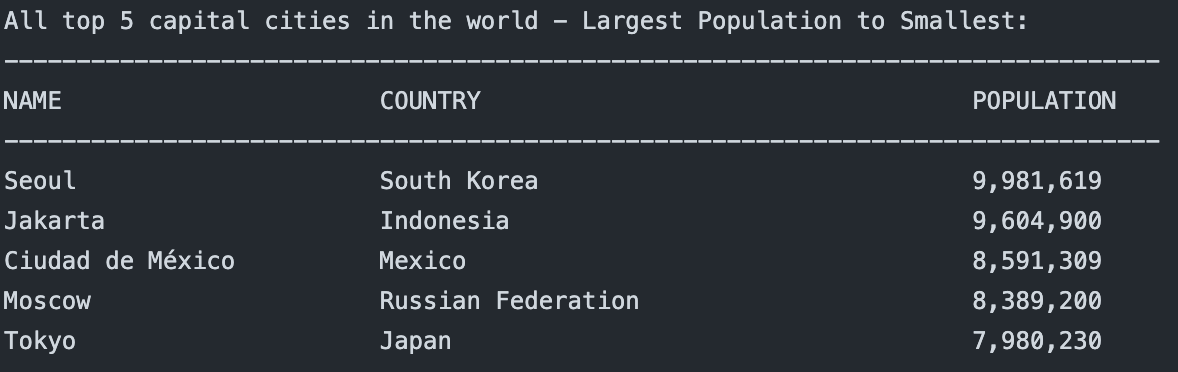 All top 5 capital cities in the world - Largest Population to Smallest:
--------------------------------------------------------------------------------
NAME COUNTRY POPULATION
--------------------------------------------------------------------------------
Seoul South Korea 9,981,619
Jakarta Indonesia 9,604,900
Ciudad de México Mexico 8,591,309
Moscow Russian Federation 8,389,200
Tokyo Japan 7,980,230